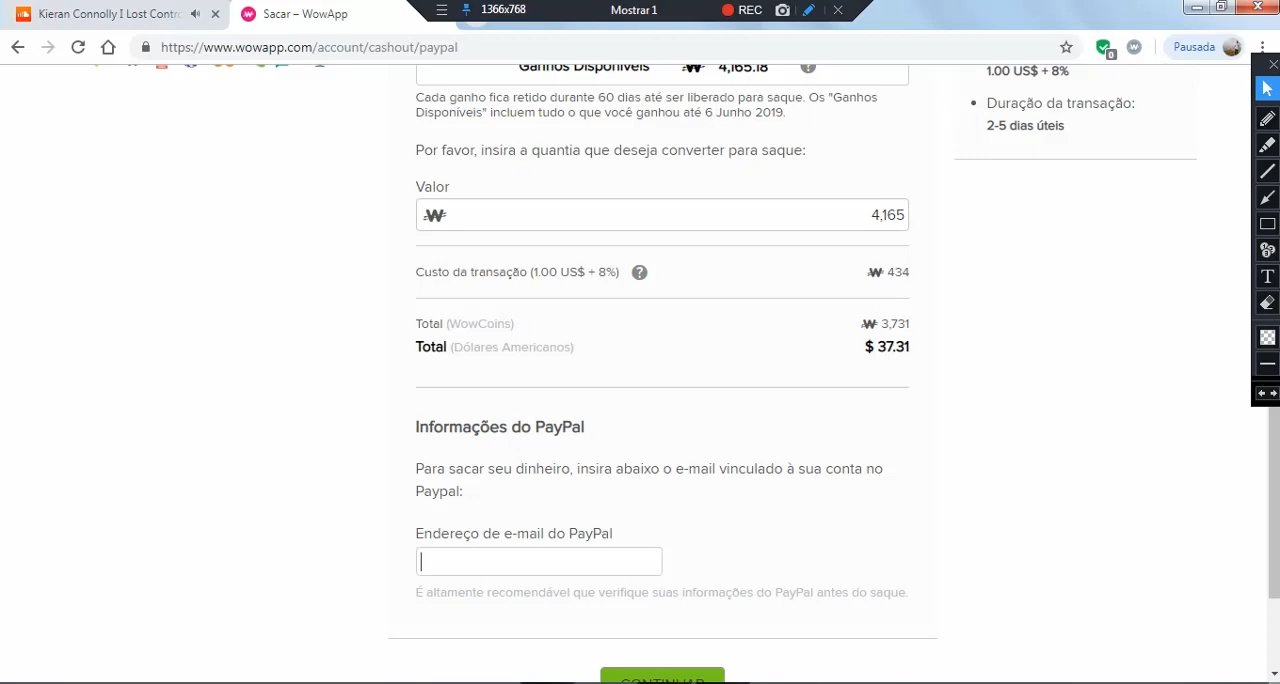 Kieran Connolly I Lost Contr
Sacar – WowApp
1366x768
Mostrar1
REC
https://www.wowapp.com/account/cashout/paypal
0
Pausada
Ganhos Disponíveis W 4,165.18 ?
Cada ganho fica retido durante 60 dias até ser liberado para saque. Os "Ganhos
Disponíveis" incluem tudo o que você ganhou até 6 Junho 2019.
Por favor, insira a quantia que deseja converter para saque:
Valor
W 4,165
Custo da transação (1.00 US$ + 8%) ? W 434
Total (WowCoins) W 3,731
Total (Dólares Americanos) $ 37.31
Informações do PayPal
Para sacar seu dinheiro, insira abaixo o e-mail vinculado à sua conta no
Paypal:
Endereço de e-mail do PayPal
É altamente recomendável que verifique suas informações do PayPal antes do saque.
CONTINUAR
1.00 US$ + 8%
• Duração da transação:
2-5 dias úteis
T